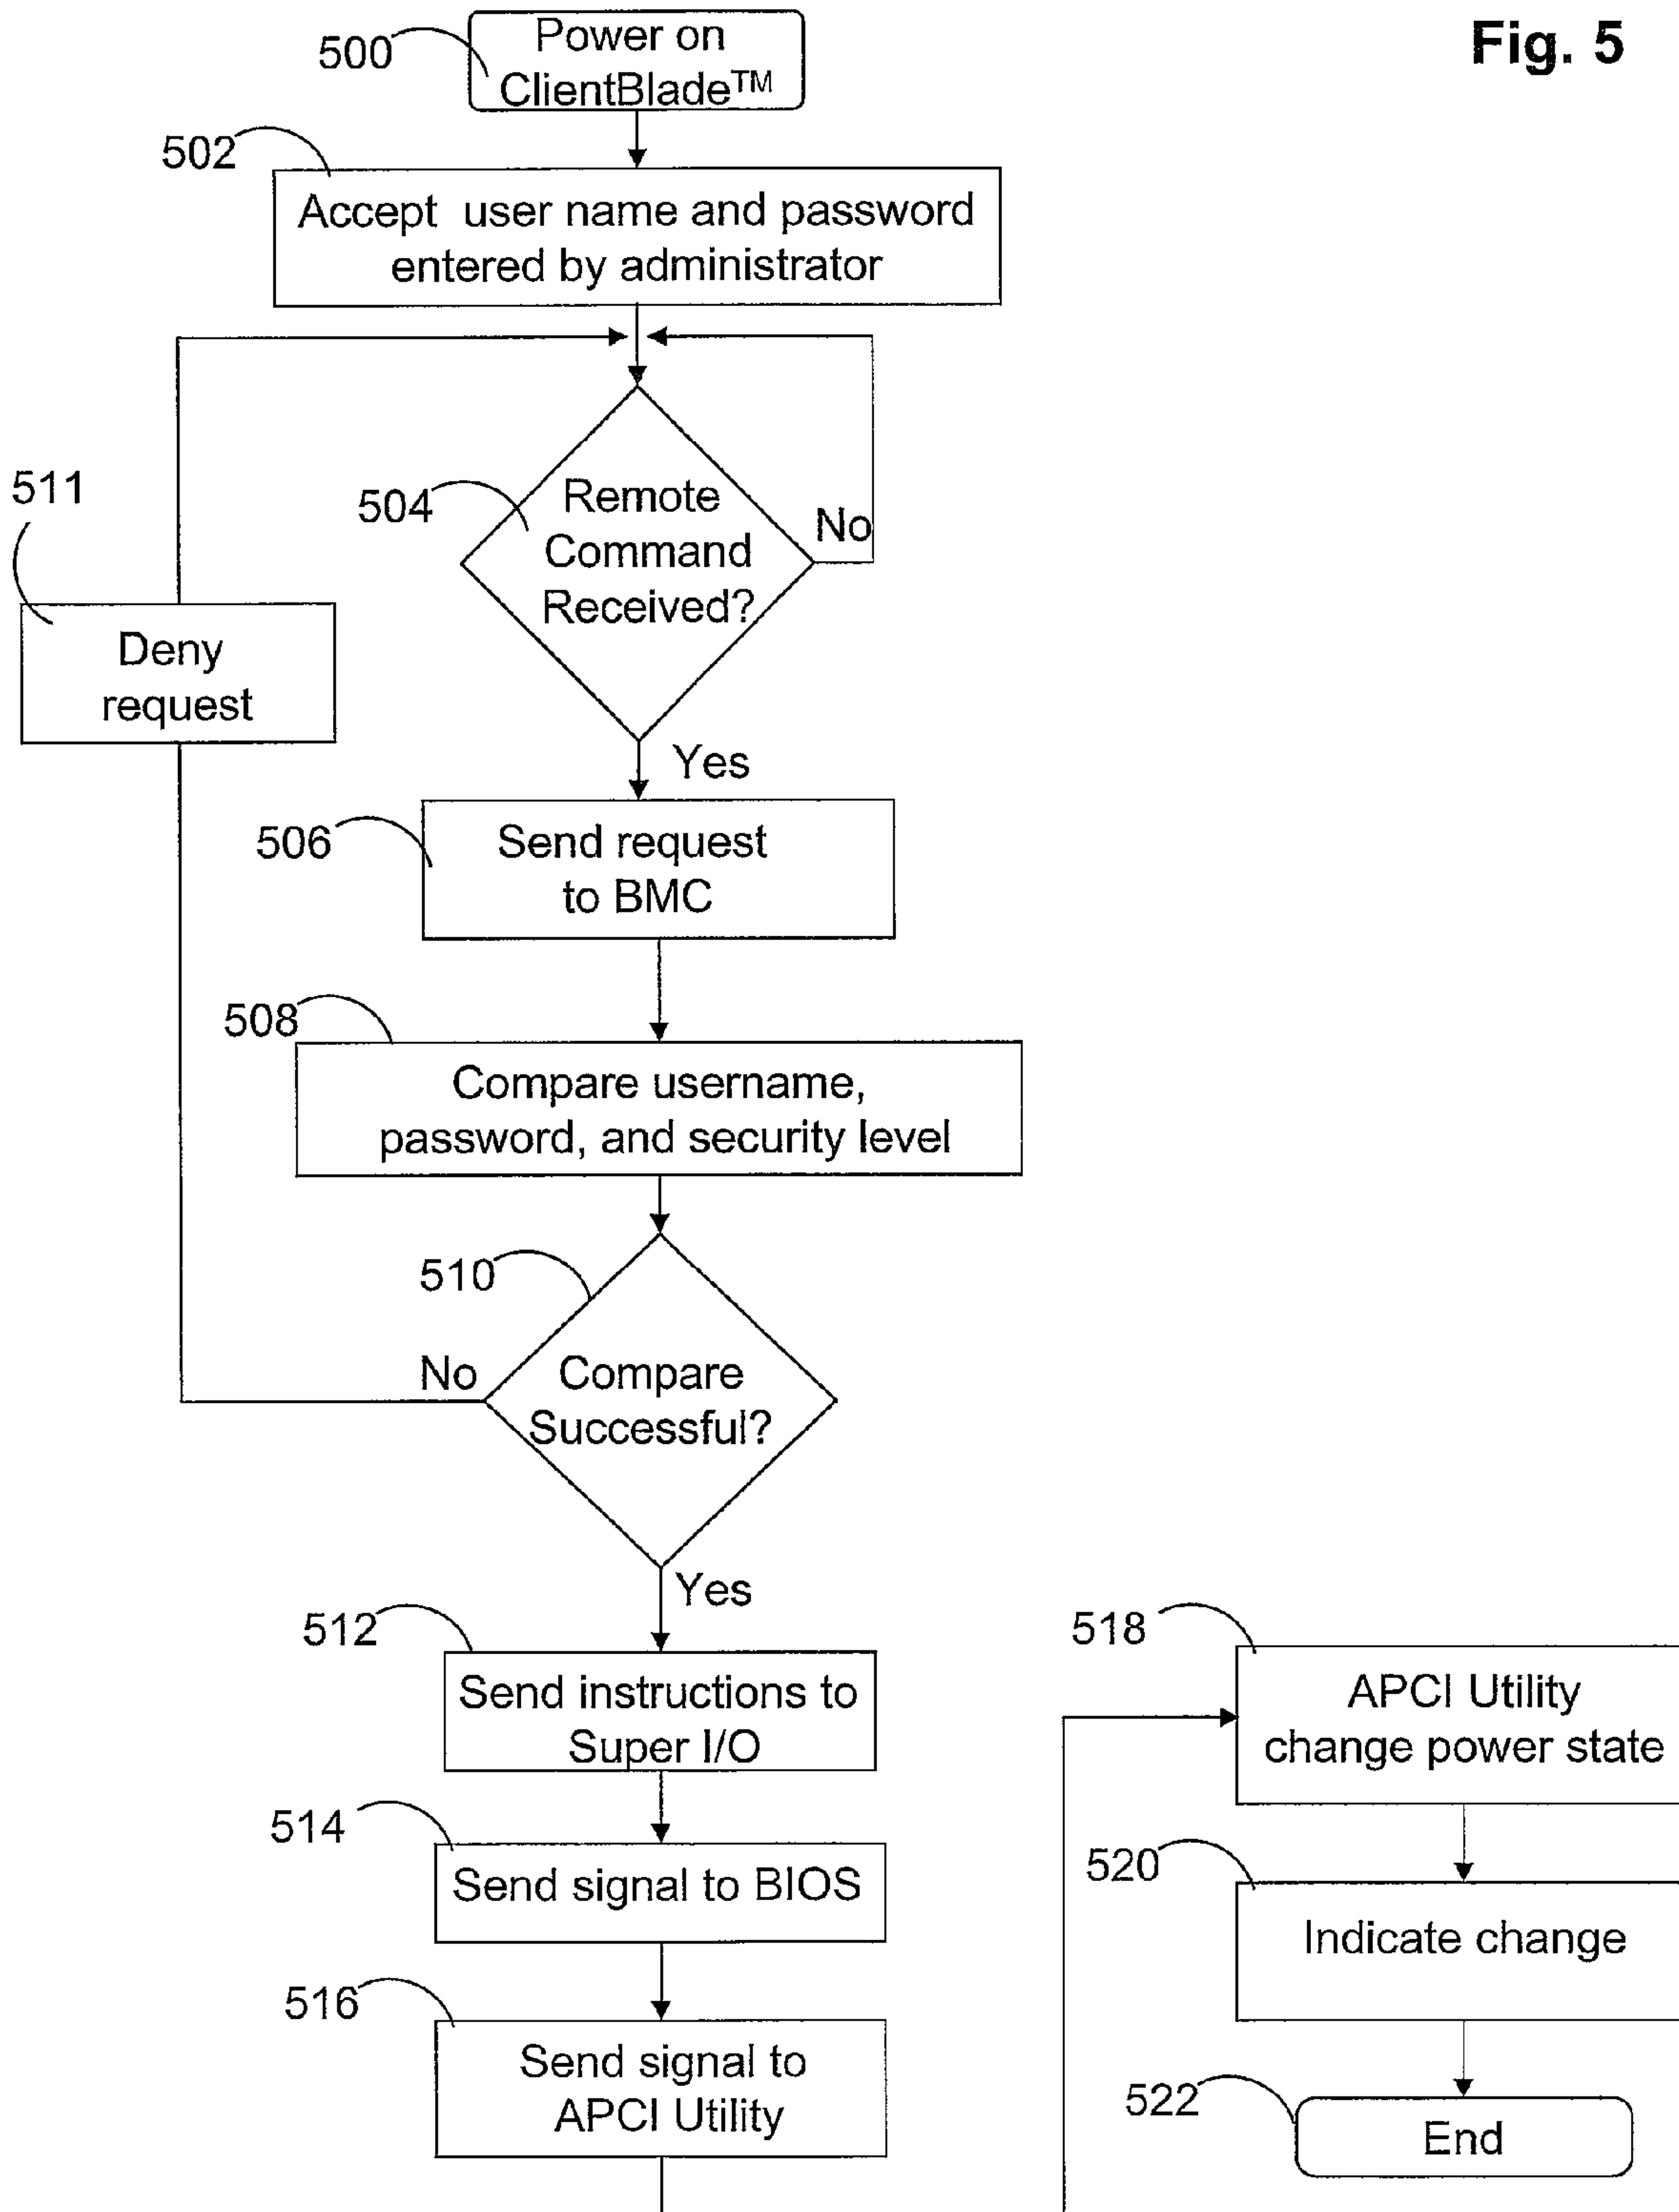 Fig. 5
500
Power on
ClientBlade™
502
Accept user name and password
entered by administrator
511
Deny
request
504
Remote
Command
Received?
No
Yes
506
Send request
to BMC
508
Compare username,
password, and security level
510
No
Compare
Successful?
Yes
512
Send instructions to
Super I/O
514
Send signal to BIOS
516
Send signal to
APCI Utility
518
APCI Utility
change power state
520
Indicate change
522
End